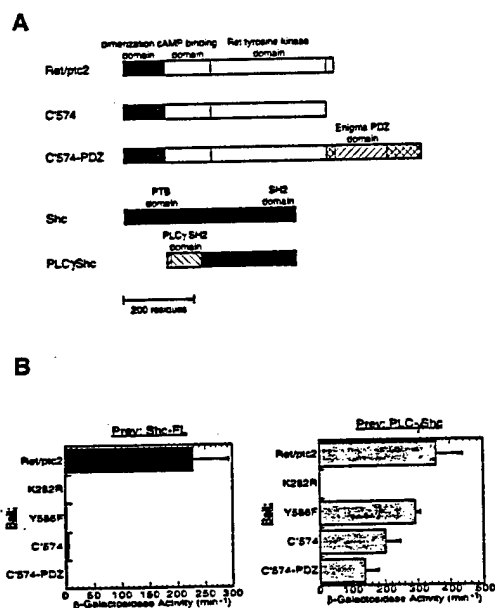 A
Dimerization cAMP binding Ret tyrosine kinase
domain domain domain
Ret/ptc2
C'574
Enigma PDZ
domain
C'574-PDZ
PTB SH2
domain domain
Shc
PLCγ SH2
domain
PLCγShc
200 residues
B
Prey: Shc-FL
Ret/ptc2
K282R
Bait:
Y586F
C'574
C'574-PDZ
0 50 100 150 200 250 300
β-Galactosidase Activity (min⁻¹)
Prey: PLC-γShc
Ret/ptc2
K282R
Bait:
Y586F
C'574
C'574-PDZ
0 100 200 300 400 500
β-Galactosidase Activity (min⁻¹)